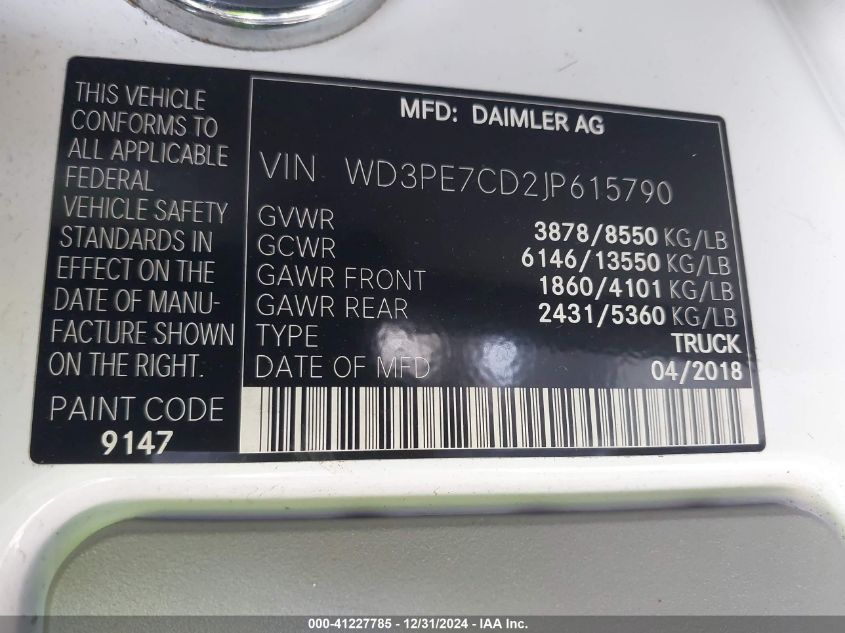 THIS VEHICLE
CONFORMS TO
ALL APPLICABLE
FEDERAL
VEHICLE SAFETY
STANDARDS IN
EFFECT ON THE
DATE OF MANU-
FACTURE SHOWN
ON THE RIGHT.
PAINT CODE
9147
MFD: DAIMLER AG
VIN WD3PE7CD2JP615790
GVWR 3878/8550 KG/LB
GCWR 6146/13550 KG/LB
GAWR FRONT 1860/4101 KG/LB
GAWR REAR 2431/5360 KG/LB
TYPE TRUCK
DATE OF MFD 04/2018
000-41227785 - 12/31/2024 - IAA Inc.